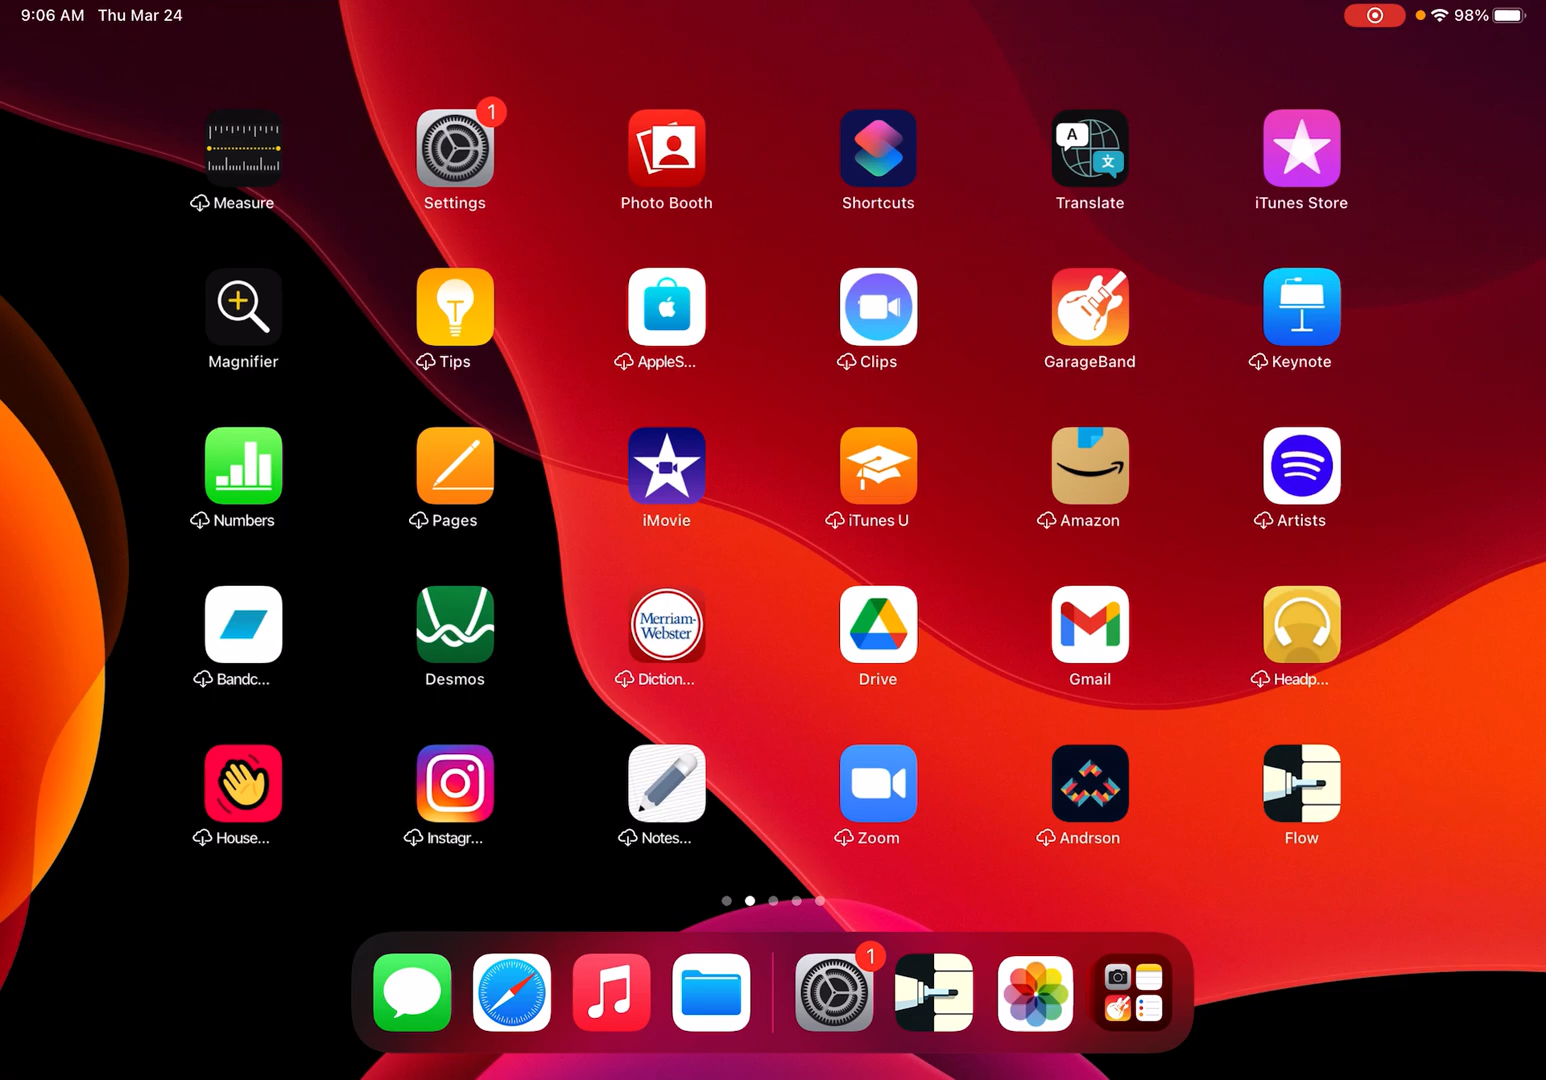 9:06 AM Thu Mar 24 98%
1
A
文
Measure Settings Photo Booth Shortcuts Translate iTunes Store
Magnifier Tips AppleS... Clips GarageBand Keynote
Numbers Pages iMovie iTunes U Amazon Artists
Merriam-
Webster
Bandc... Desmos Diction... Drive Gmail Headp...
House... Instagr... Notes... Zoom Andrson Flow
1